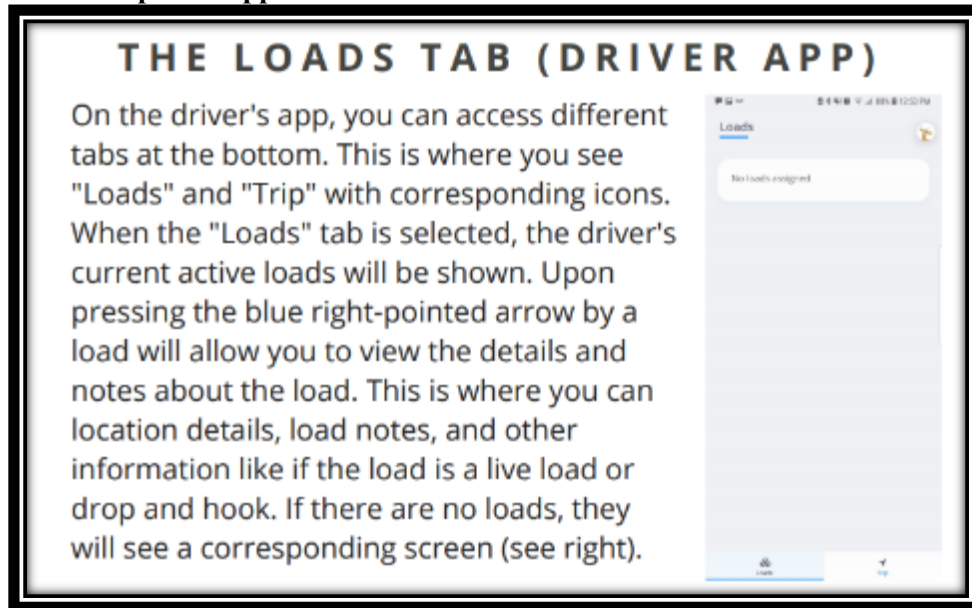 THE LOADS TAB (DRIVER APP)
On the driver's app, you can access different
tabs at the bottom. This is where you see
"Loads" and "Trip" with corresponding icons.
When the "Loads" tab is selected, the driver's
current active loads will be shown. Upon
pressing the blue right-pointed arrow by a
load will allow you to view the details and
notes about the load. This is where you can
location details, load notes, and other
information like if the load is a live load or
drop and hook. If there are no loads, they
will see a corresponding screen (see right).
12:53 PM
Loads
No loads assigned
Loads
Trip